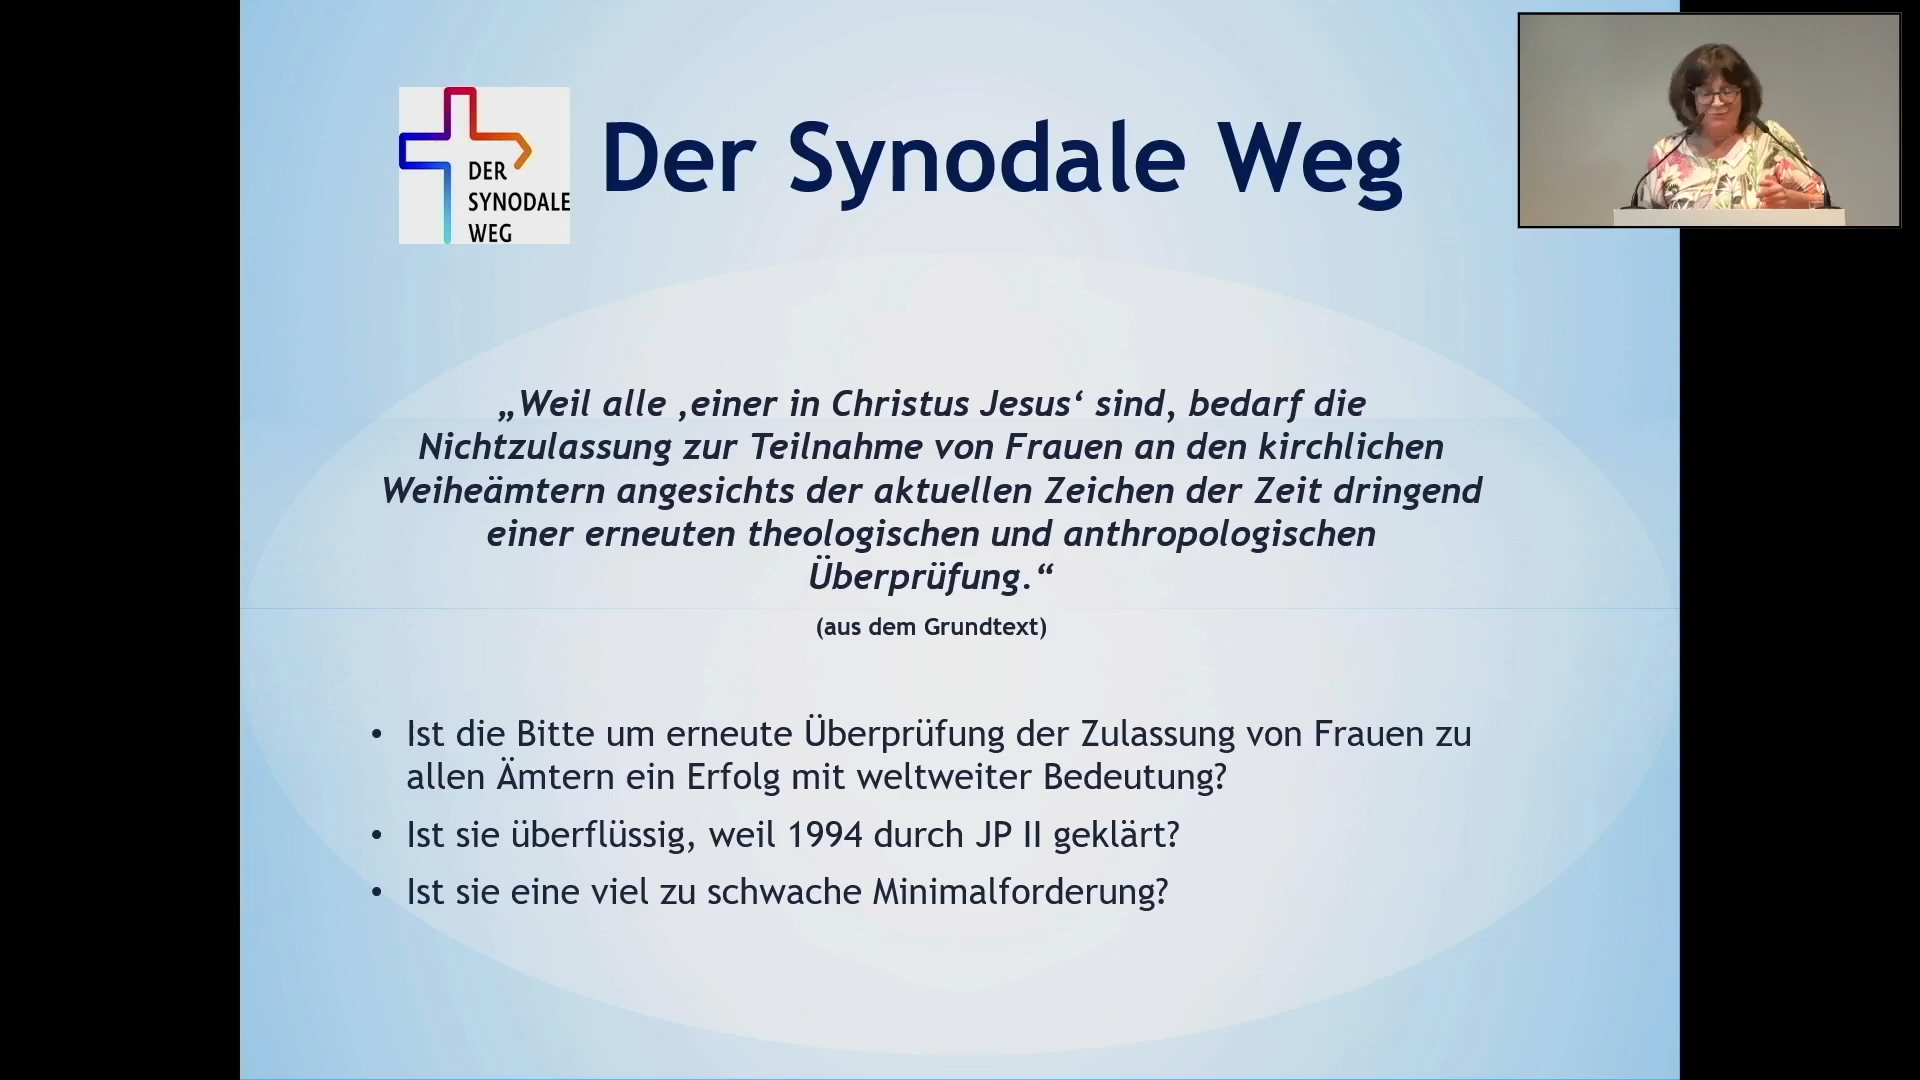 DER
SYNODALE
WEG
Der Synodale Weg
„Weil alle ‚einer in Christus Jesus‘ sind, bedarf die
Nichtzulassung zur Teilnahme von Frauen an den kirchlichen
Weiheämtern angesichts der aktuellen Zeichen der Zeit dringend
einer erneuten theologischen und anthropologischen
Überprüfung.“
(aus dem Grundtext)
• Ist die Bitte um erneute Überprüfung der Zulassung von Frauen zu
allen Ämtern ein Erfolg mit weltweiter Bedeutung?
• Ist sie überflüssig, weil 1994 durch JP II geklärt?
• Ist sie eine viel zu schwache Minimalforderung?